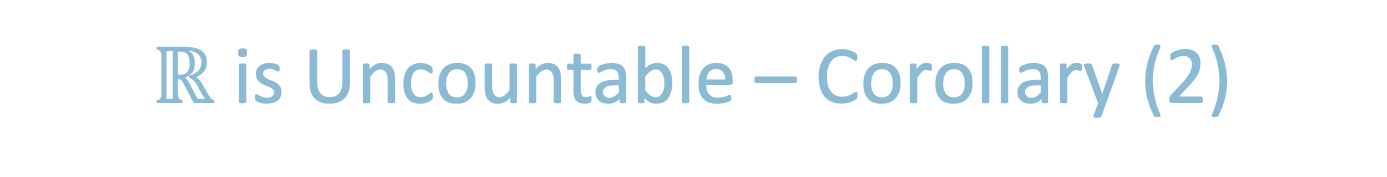 ℝ is Uncountable – Corollary (2)